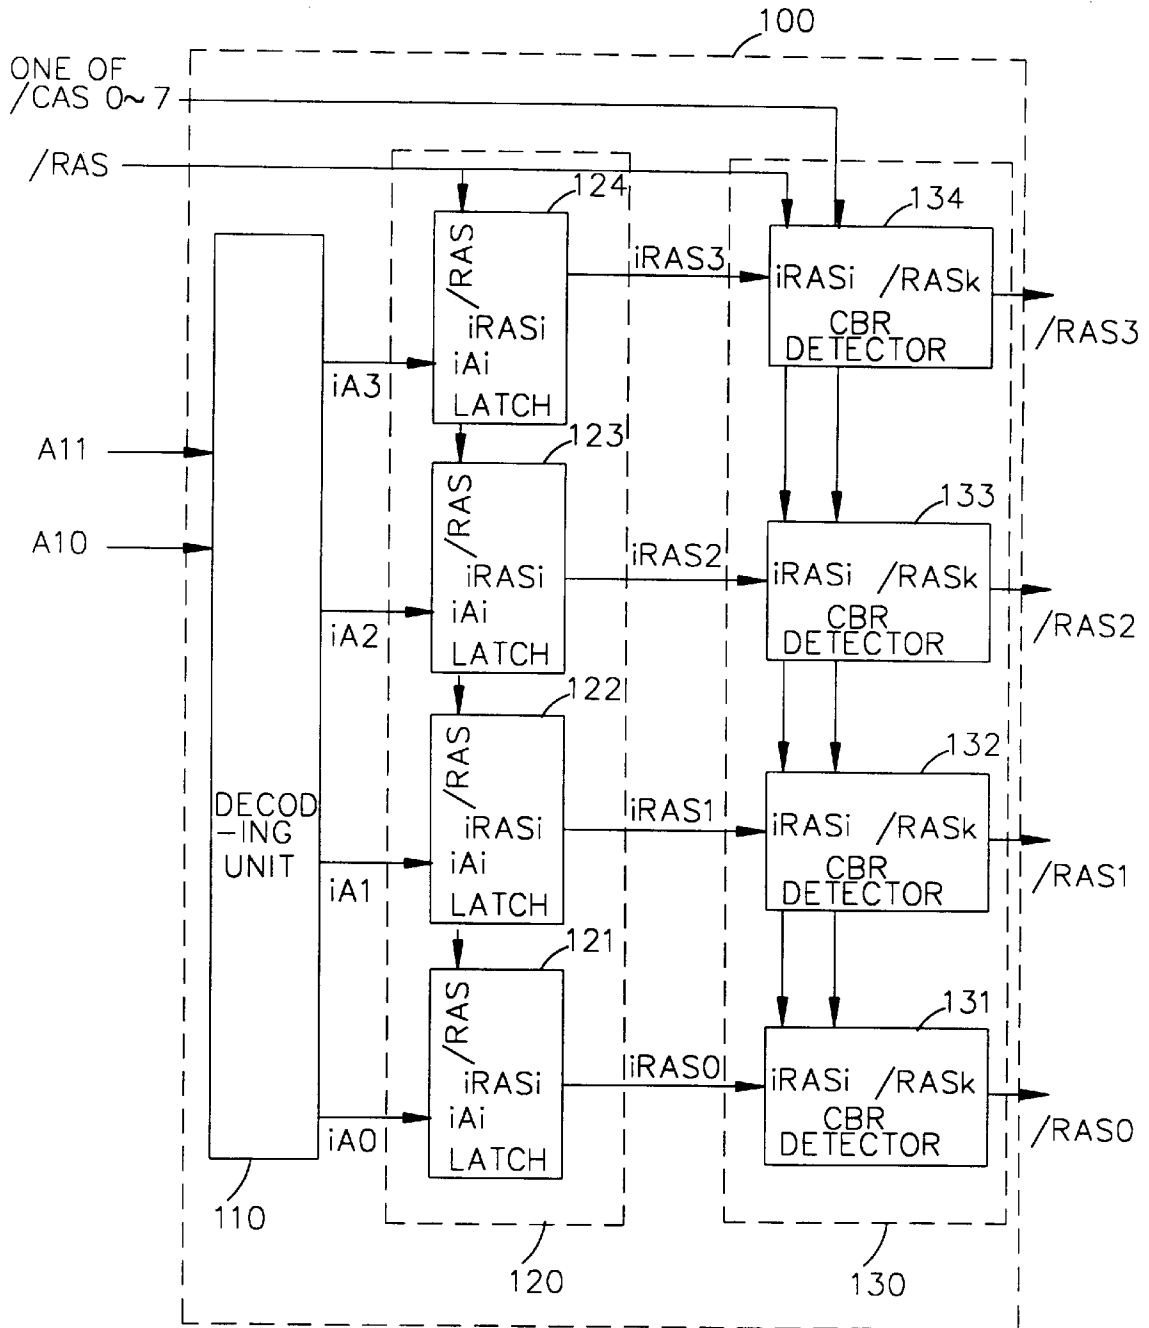 100
ONE OF
/CAS 0~7
/RAS
124
134
/RAS
iRASi
iAi
LATCH
iRAS3
iRASi /RASk
CBR
DETECTOR
/RAS3
iA3
A11
123
133
A10
/RAS
iRASi
iAi
LATCH
iRAS2
iRASi /RASk
CBR
DETECTOR
/RAS2
iA2
122
132
/RAS
iRASi
iAi
LATCH
iRAS1
iRASi /RASk
CBR
DETECTOR
/RAS1
DECOD
-ING
UNIT
iA1
121
131
/RAS
iRASi
iAi
LATCH
iRAS0
iRASi /RASk
CBR
DETECTOR
/RAS0
iA0
110
120
130